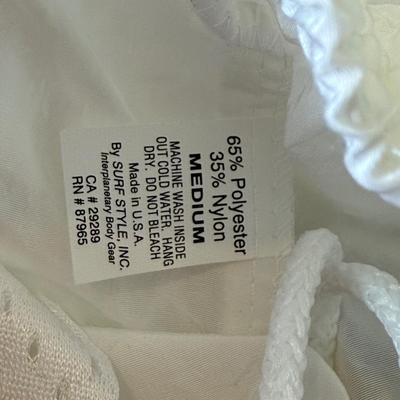 65% Polyester
35% Nylon
MEDIUM
MACHINE WASH INSIDE
OUT COLD WATER. HANG
DRY. DO NOT BLEACH
Made in U.S.A.
By SURF STYLE, INC.
Interplanetary Body Gear
CA # 29289
RN # 87965